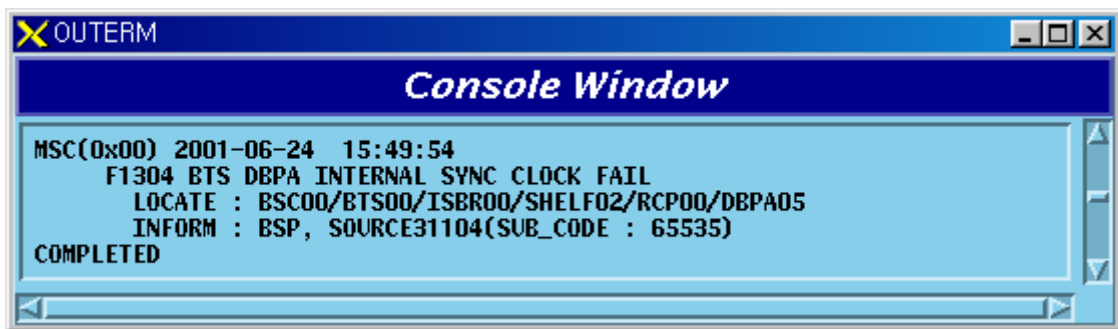 OUTERM
Console Window
MSC(0x00) 2001-06-24 15:49:54
F1304 BTS DBPA INTERNAL SYNC CLOCK FAIL
LOCATE : BSC00/BTS00/ISBR00/SHELF02/RCP00/DBPA05
INFORM : BSP, SOURCE31104(SUB_CODE : 65535)
COMPLETED